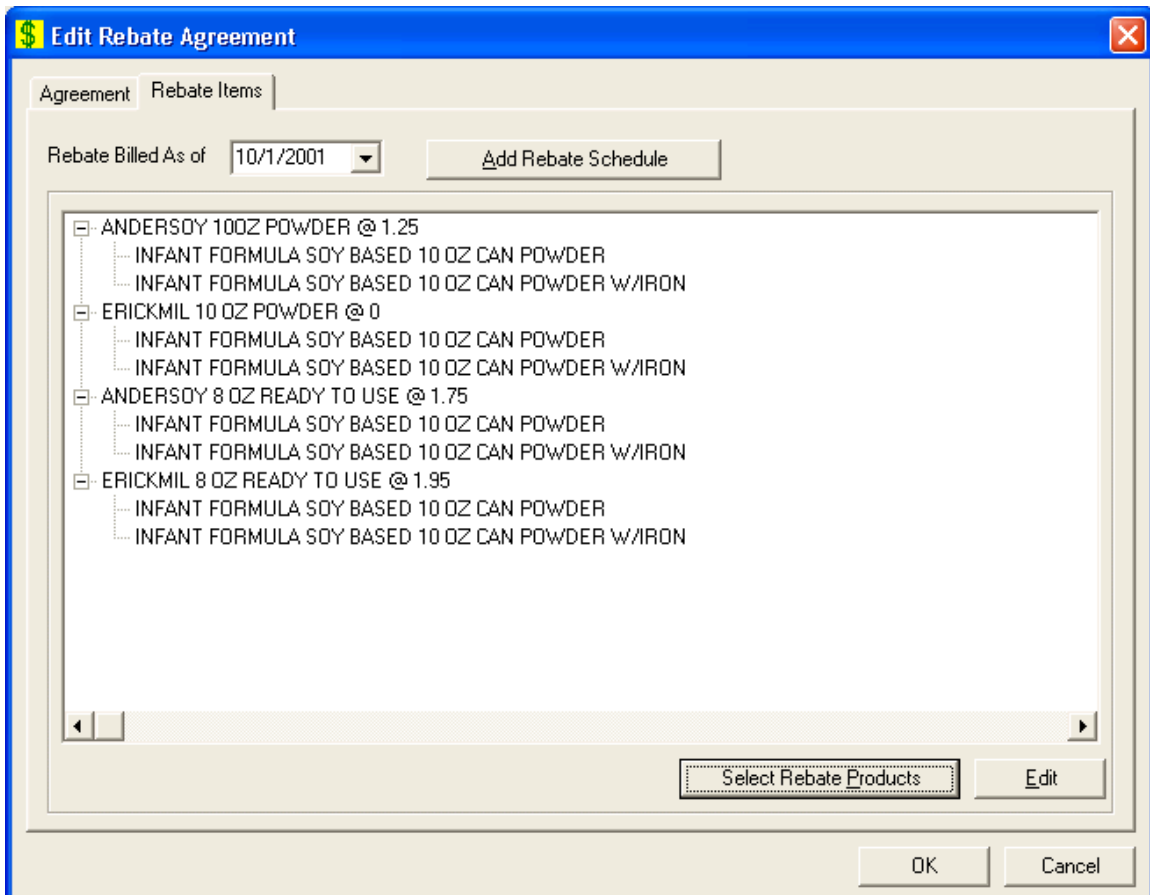 $ Edit Rebate Agreement
Agreement Rebate Items
Rebate Billed As of 10/1/2001 Add Rebate Schedule
ANDERSOY 10OZ POWDER @ 1.25
INFANT FORMULA SOY BASED 10 OZ CAN POWDER
INFANT FORMULA SOY BASED 10 OZ CAN POWDER W/IRON
ERICKMIL 10 OZ POWDER @ 0
INFANT FORMULA SOY BASED 10 OZ CAN POWDER
INFANT FORMULA SOY BASED 10 OZ CAN POWDER W/IRON
ANDERSOY 8 OZ READY TO USE @ 1.75
INFANT FORMULA SOY BASED 10 OZ CAN POWDER
INFANT FORMULA SOY BASED 10 OZ CAN POWDER W/IRON
ERICKMIL 8 OZ READY TO USE @ 1.95
INFANT FORMULA SOY BASED 10 OZ CAN POWDER
INFANT FORMULA SOY BASED 10 OZ CAN POWDER W/IRON
Select Rebate Products Edit
OK Cancel